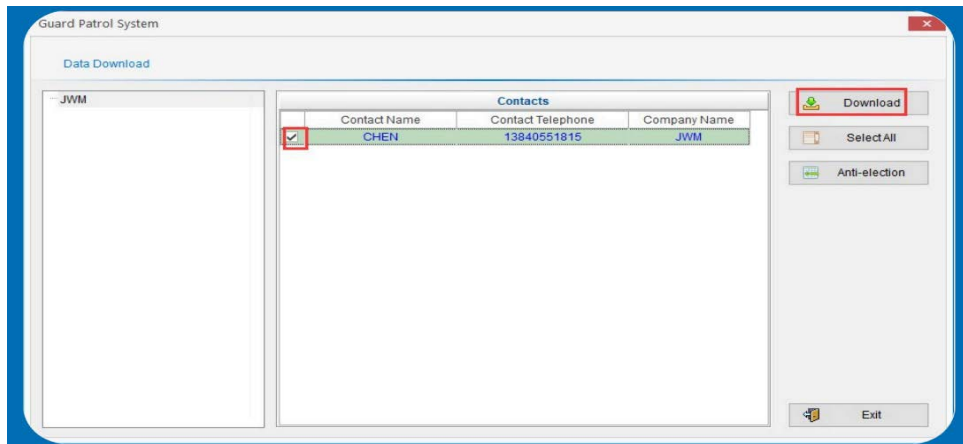 Guard Patrol System
Data Download
JWM
Contacts
Contact Name Contact Telephone Company Name
CHEN 13840551815 JWM
Download
Select All
Anti-election
Exit